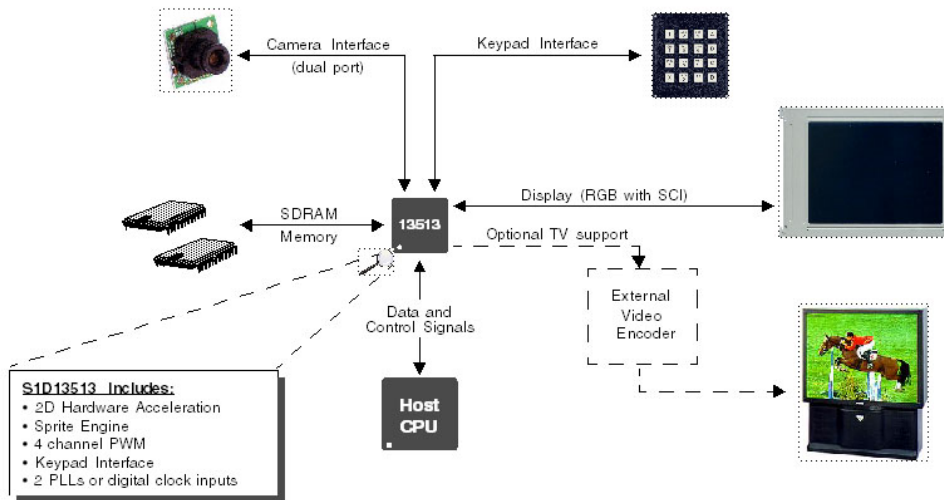 Camera Interface
(dual port)
Keypad Interface
Display (RGB with SCI)
SDRAM
Memory
13513
Optional TV support
External
Video
Encoder
Data and
Control Signals
Host
CPU
S1D13513 Includes:
• 2D Hardware Acceleration
• Sprite Engine
• 4 channel PWM
• Keypad Interface
• 2 PLLs or digital clock inputs